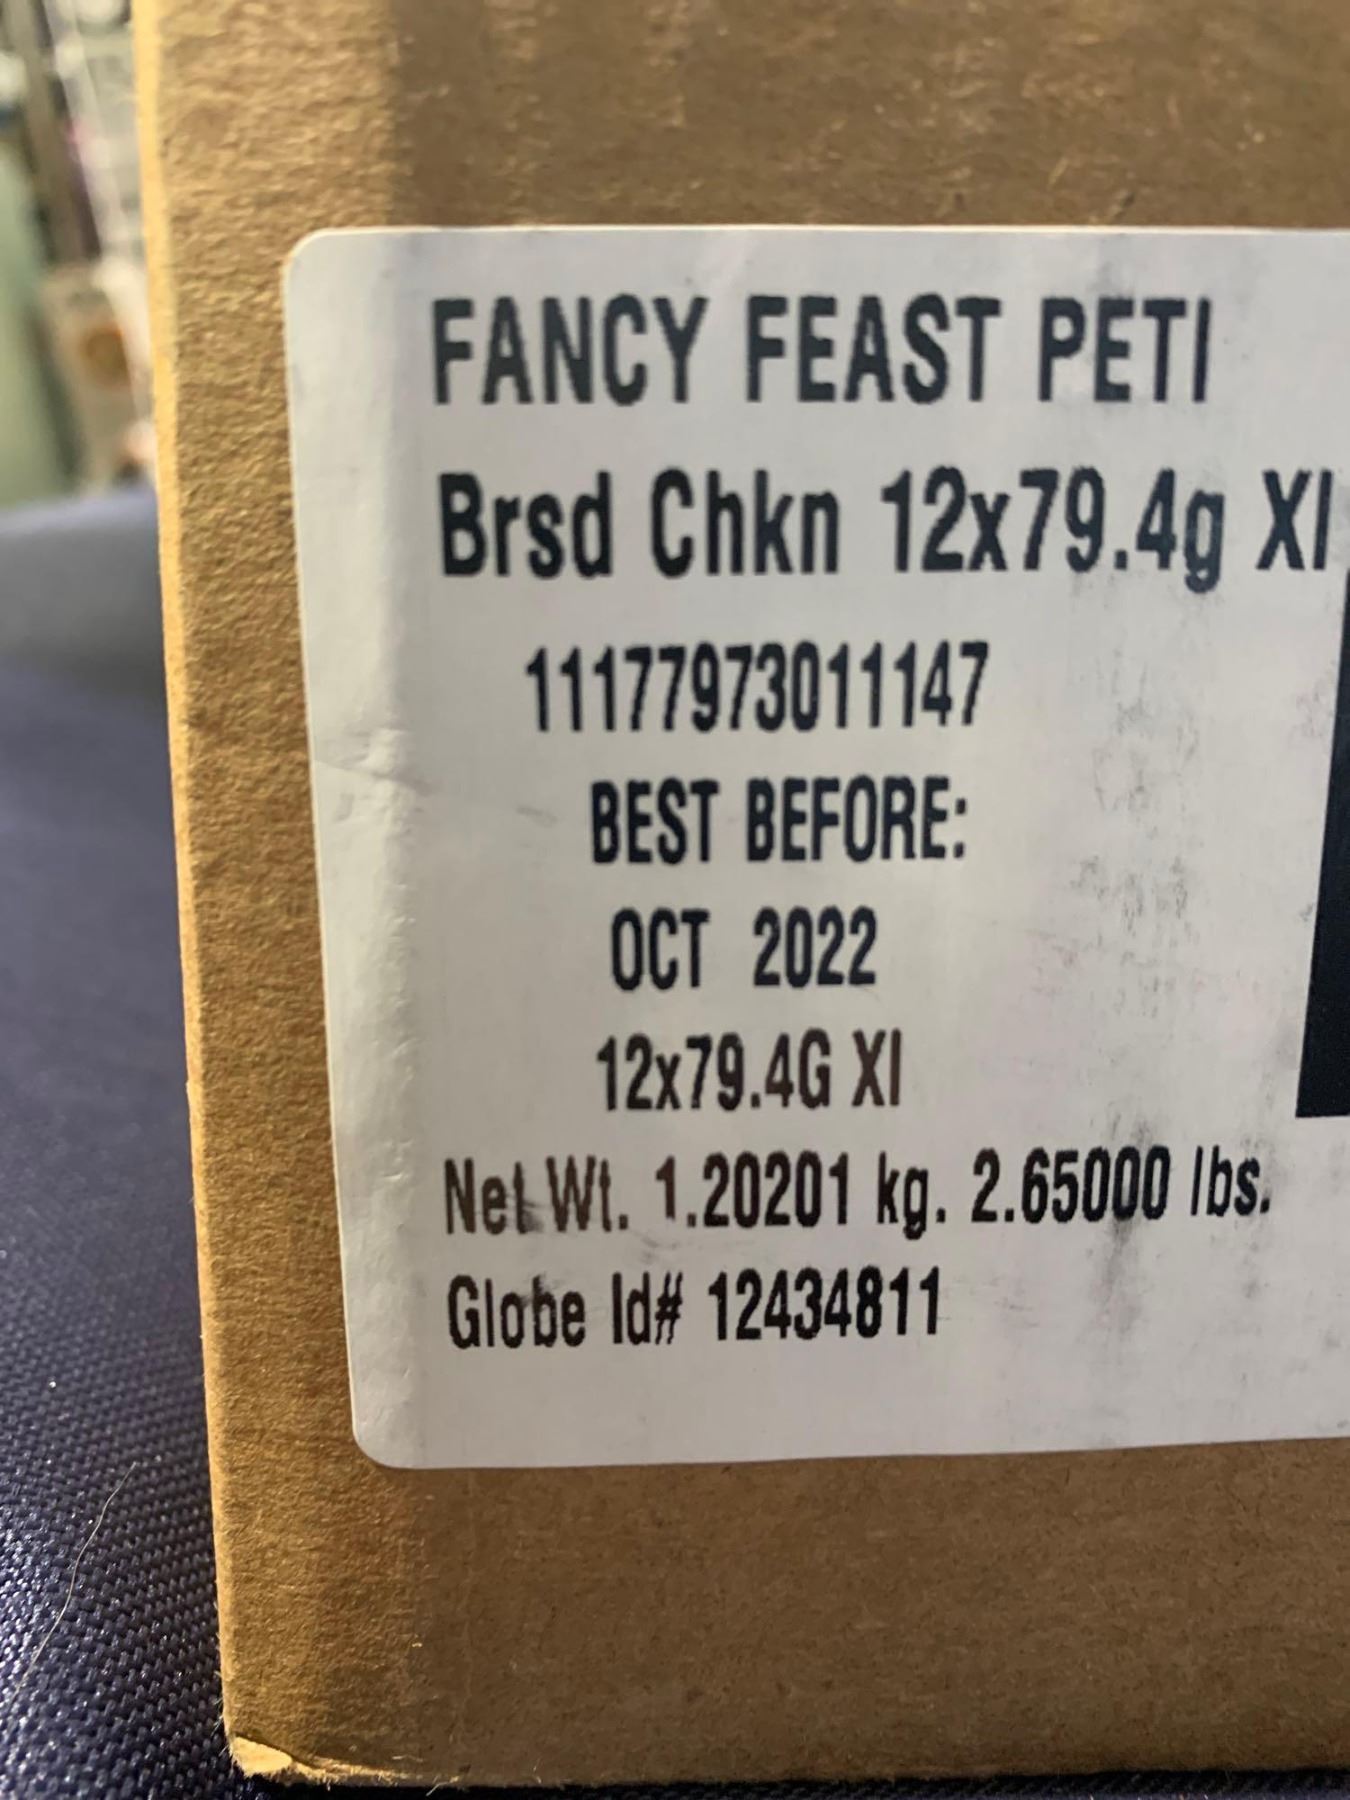 FANCY FEAST PETI
Brsd Chkn 12x79.4g XI
11177973011147
BEST BEFORE:
OCT 2022
12x79.4G XI
Net Wt. 1.20201 kg. 2.65000 lbs.
Globe Id# 12434811